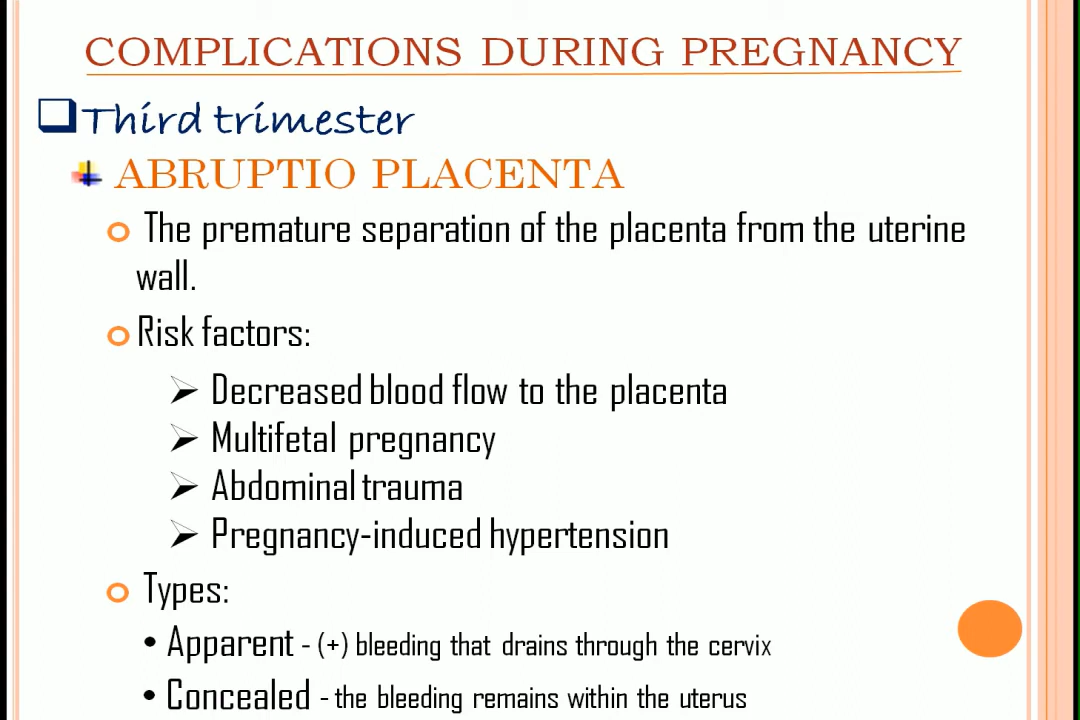 COMPLICATIONS DURING PREGNANCY
Third trimester
ABRUPTIO PLACENTA
The premature separation of the placenta from the uterine
wall.
Risk factors:
Decreased blood flow to the placenta
Multifetal pregnancy
Abdominal trauma
Pregnancy-induced hypertension
Types:
• Apparent - (+) bleeding that drains through the cervix
• Concealed - the bleeding remains within the uterus